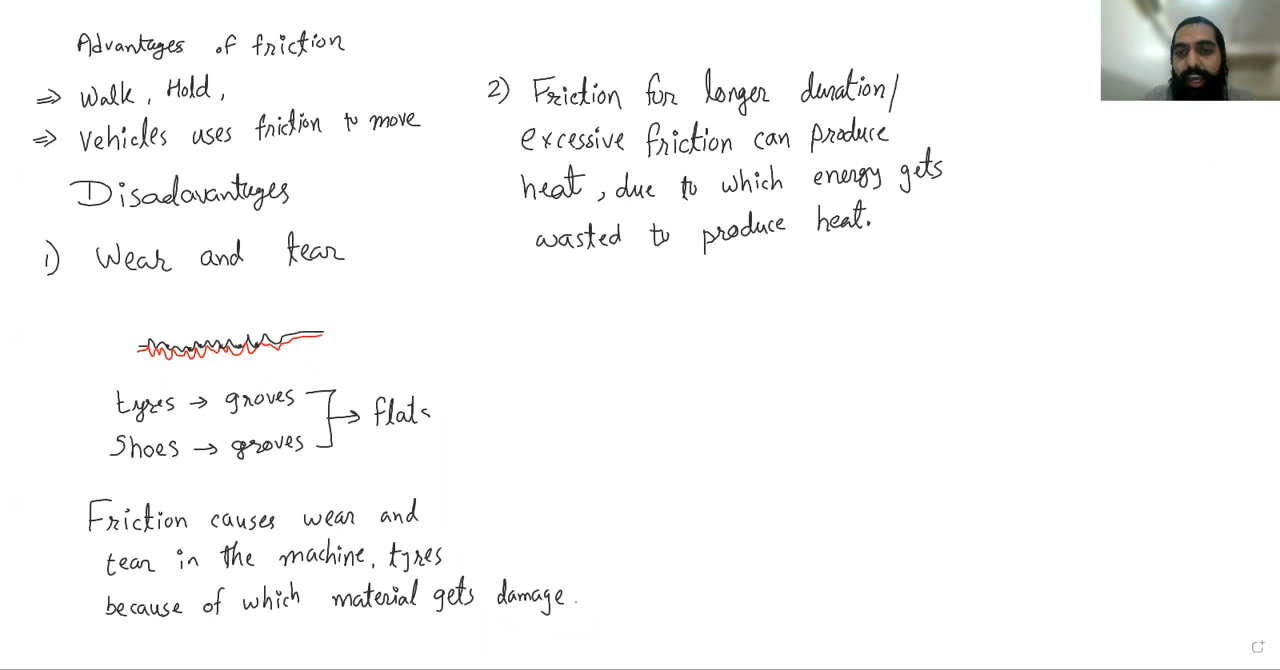 Advantages of friction
⇒ Walk, Hold,
⇒ Vehicles uses friction to move
Disadavantages
1) Wear and tear
tyres → groves
Shoes → groves
→ flats
Friction causes wear and
tear in the machine, tyres
because of which material gets damage.
2) Friction for longer duration/
excessive friction can produce
heat, due to which energy gets
wasted to produce heat.